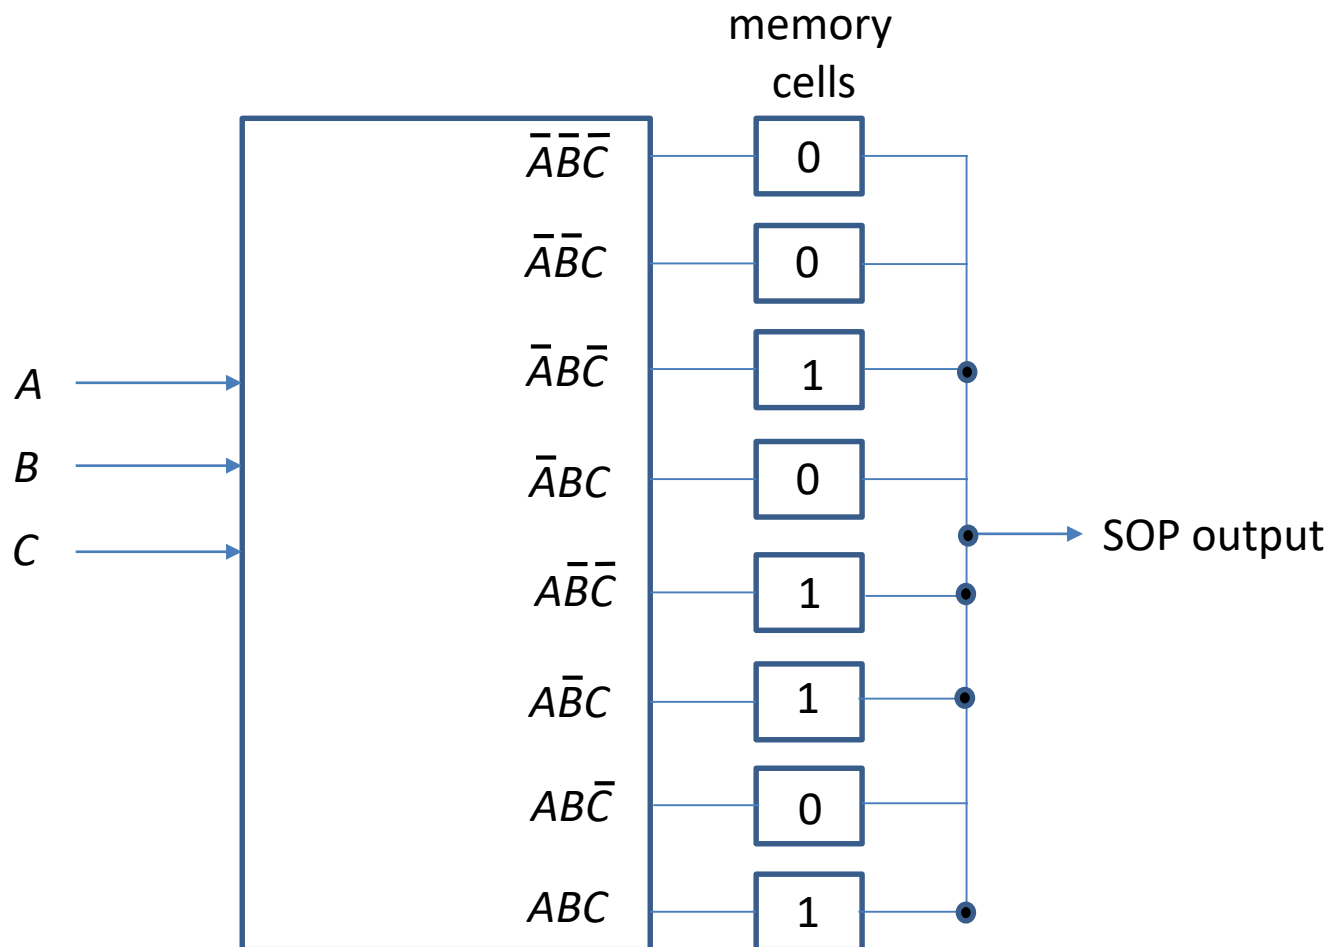 memory
cells
A̅B̅C̅ 0
A̅B̅C 0
A̅BC̅ 1
A
A̅BC 0
B
SOP output
C
AB̅C̅ 1
AB̅C 1
ABC̅ 0
ABC 1